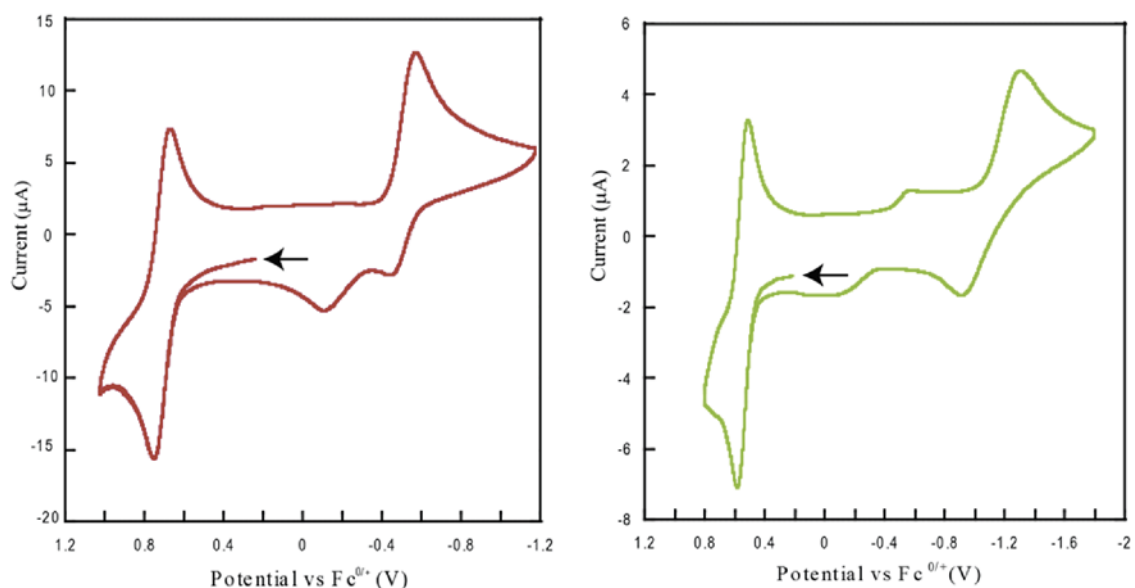 Current (μA)
15
10
5
0
-5
-10
-15
-20
1.2 0.8 0.4 0 -0.4 -0.8 -1.2
Potential vs Fc0/+ (V)
Current (μA)
6
4
2
0
-2
-4
-6
-8
1.2 0.8 0.4 0 -0.4 -0.8 -1.2 -1.6 -2
Potential vs Fc 0/+ (V)